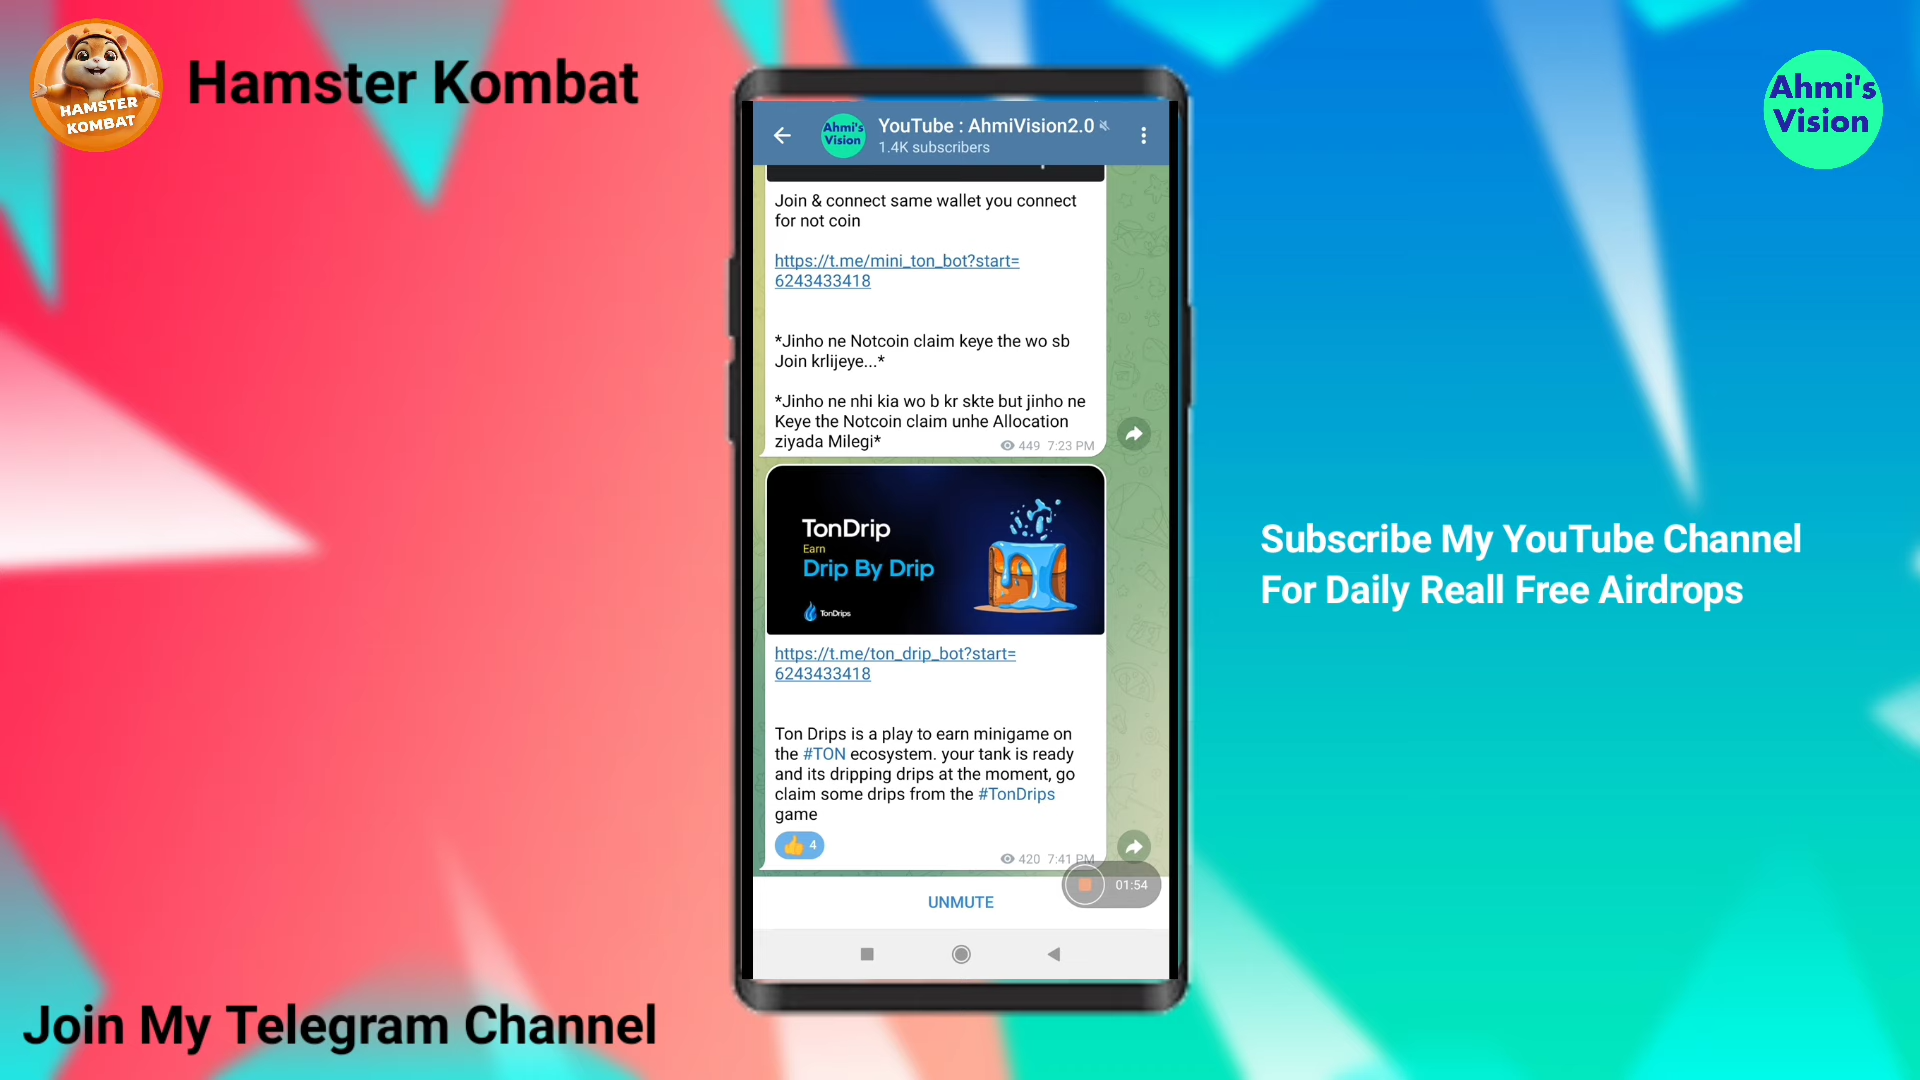 HAMSTER
KOMBAT
Hamster Kombat
Ahmi's
Vision
Ahmi's
Vision
YouTube : AhmiVision2.0
1.4K subscribers
Join & connect same wallet you connect
for not coin
https://t.me/mini_ton_bot?start=
6243433418
*Jinho ne Notcoin claim keye the wo sb
Join krlijeye...*
*Jinho ne nhi kia wo b kr skte but jinho ne
Keye the Notcoin claim unhe Allocation
ziyada Milegi*
449 7:23 PM
TonDrip
Earn
Drip By Drip
TonDrips
https://t.me/ton_drip_bot?start=
6243433418
Ton Drips is a play to earn minigame on
the #TON ecosystem. your tank is ready
and its dripping drips at the moment, go
claim some drips from the #TonDrips
game
4
420 7:41 PM
01:54
UNMUTE
Subscribe My YouTube Channel
For Daily Reall Free Airdrops
Join My Telegram Channel